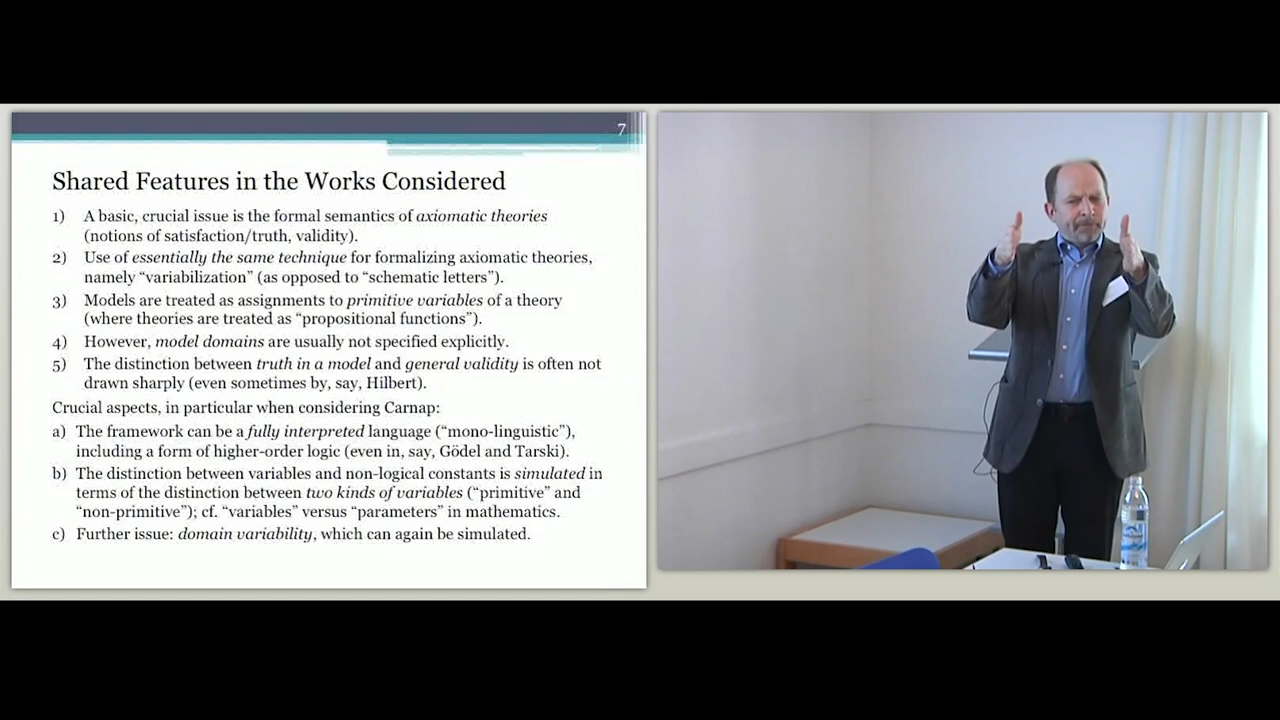 7
Shared Features in the Works Considered
1) A basic, crucial issue is the formal semantics of axiomatic theories
(notions of satisfaction/truth, validity).
2) Use of essentially the same technique for formalizing axiomatic theories,
namely “variabilization” (as opposed to “schematic letters”).
3) Models are treated as assignments to primitive variables of a theory
(where theories are treated as “propositional functions”).
4) However, model domains are usually not specified explicitly.
5) The distinction between truth in a model and general validity is often not
drawn sharply (even sometimes by, say, Hilbert).
Crucial aspects, in particular when considering Carnap:
a) The framework can be a fully interpreted language (“mono-linguistic”),
including a form of higher-order logic (even in, say, Gödel and Tarski).
b) The distinction between variables and non-logical constants is simulated in
terms of the distinction between two kinds of variables (“primitive” and
“non-primitive”); cf. “variables” versus “parameters” in mathematics.
c) Further issue: domain variability, which can again be simulated.